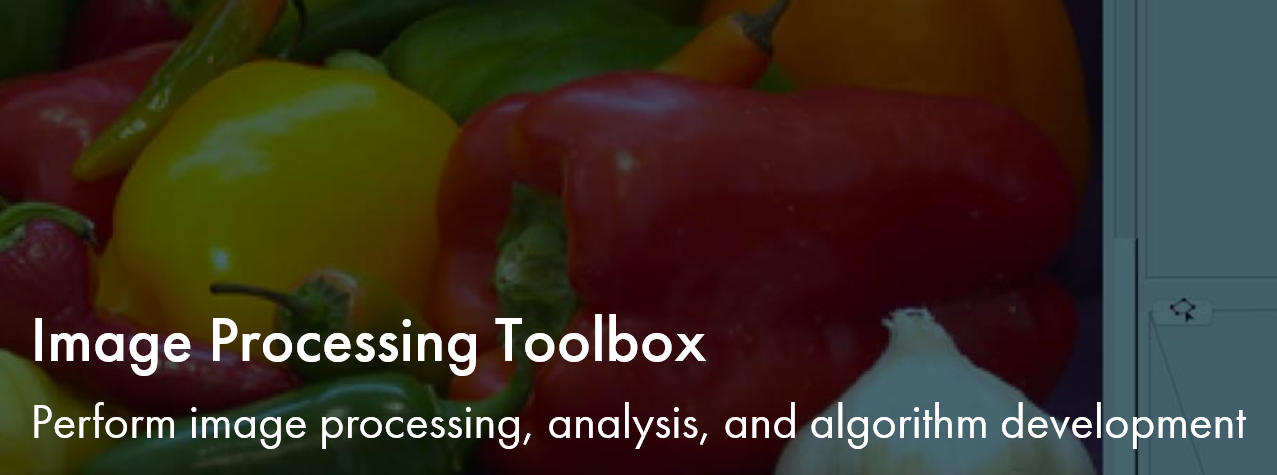 Image Processing Toolbox
Perform image processing, analysis, and algorithm development